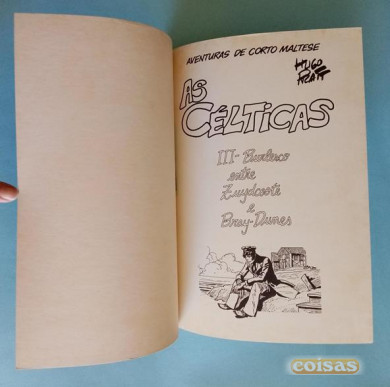 AVENTURAS DE CORTO MALTESE
HUGO
PRATT
AS
CÉLTICAS
III - Burlesco
entre
Zuydcoote
e
Bray-Dunes
coisas